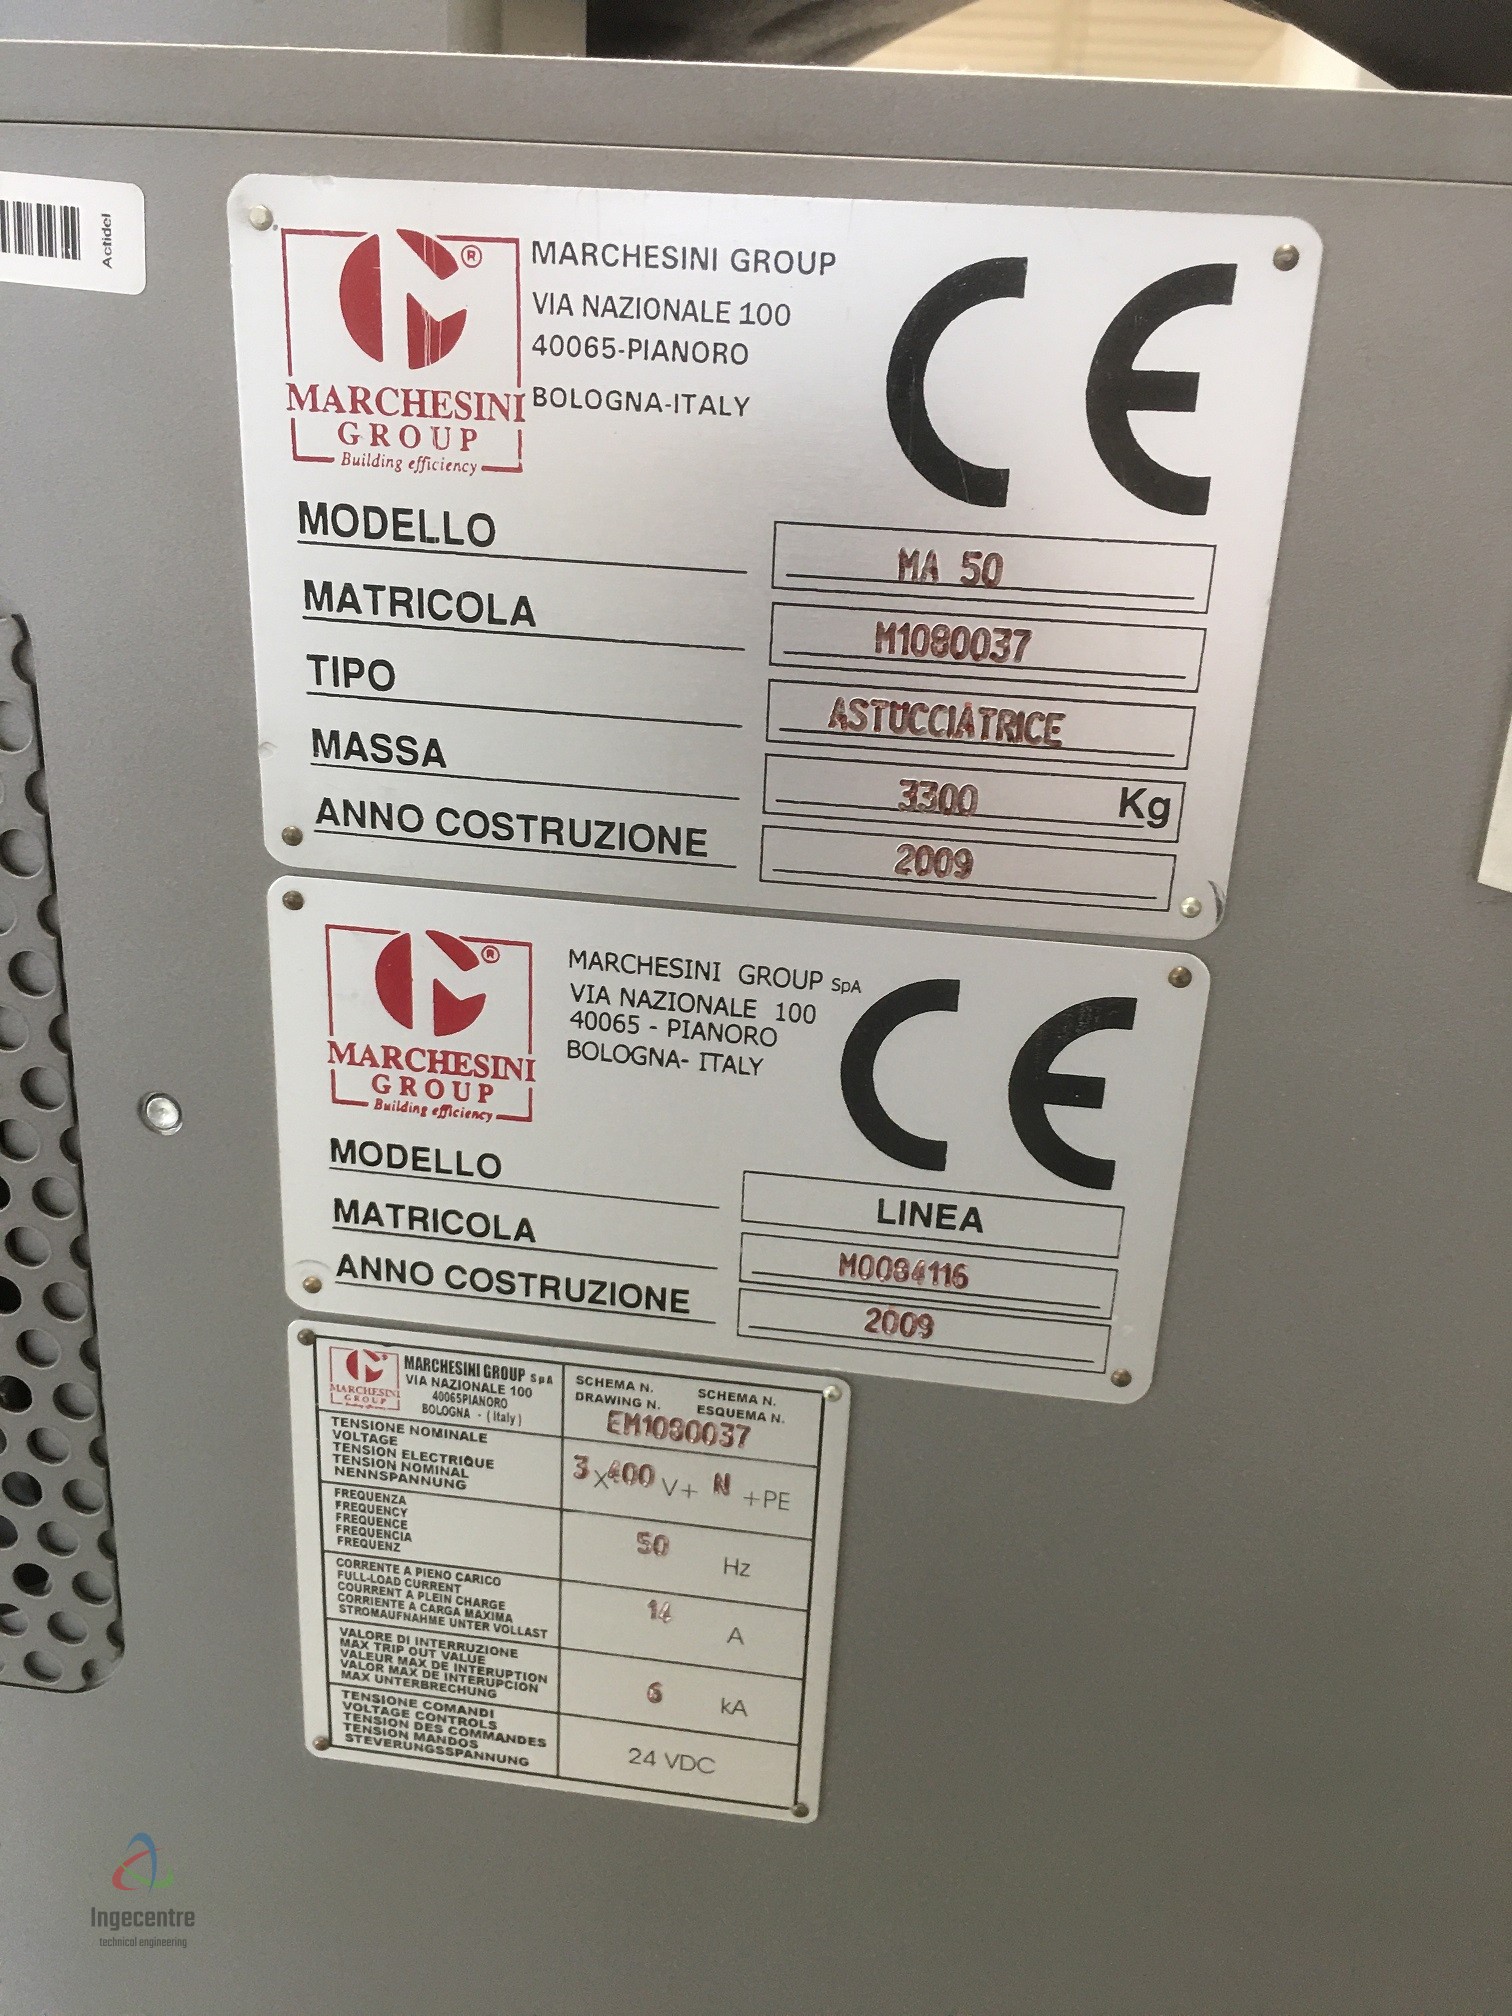 Actidel
MARCHESINI GROUP
VIA NAZIONALE 100
40065-PIANORO
BOLOGNA-ITALY
®
MARCHESINI
GROUP
Building efficiency
CE
MODELLO
MA 50
MATRICOLA
M1080037
TIPO
ASTUCCIATRICE
MASSA
3300 Kg
ANNO COSTRUZIONE
2009
®
MARCHESINI
GROUP
Building efficiency
MARCHESINI GROUP SpA
VIA NAZIONALE 100
40065 - PIANORO
BOLOGNA- ITALY
CE
MODELLO
LINEA
MATRICOLA
M0084116
ANNO COSTRUZIONE
2009
MARCHESINI
GROUP
MARCHESINI GROUP SpA
VIA NAZIONALE 100
40065PIANORO
BOLOGNA - (Italy)
SCHEMA N. SCHEMA N.
DRAWING N. ESQUEMA N.
EM1080037
TENSIONE NOMINALE
VOLTAGE
TENSION ELECTRIQUE
TENSION NOMINAL
NENNSPANNUNG
3 x 400 V+ N +PE
FREQUENZA
FREQUENCY
FREQUENCE
FREQUENCIA
FREQUENZ
50 Hz
CORRENTE A PIENO CARICO
FULL-LOAD CURRENT
COURRENT A PLEIN CHARGE
CORRIENTE A CARGA MAXIMA
STROMAUFNAHME UNTER VOLLAST
14 A
VALORE DI INTERRUZIONE
MAX TRIP OUT VALUE
VALEUR MAX DE INTERUPTION
VALOR MAX DE INTERUPCION
MAX UNTERBRECHUNG
6 kA
TENSIONE COMANDI
VOLTAGE CONTROLS
TENSION DES COMMANDES
TENSION MANDOS
STEVERUNGSSPANNUNG
24 VDC
Ingecentre
technical engineering